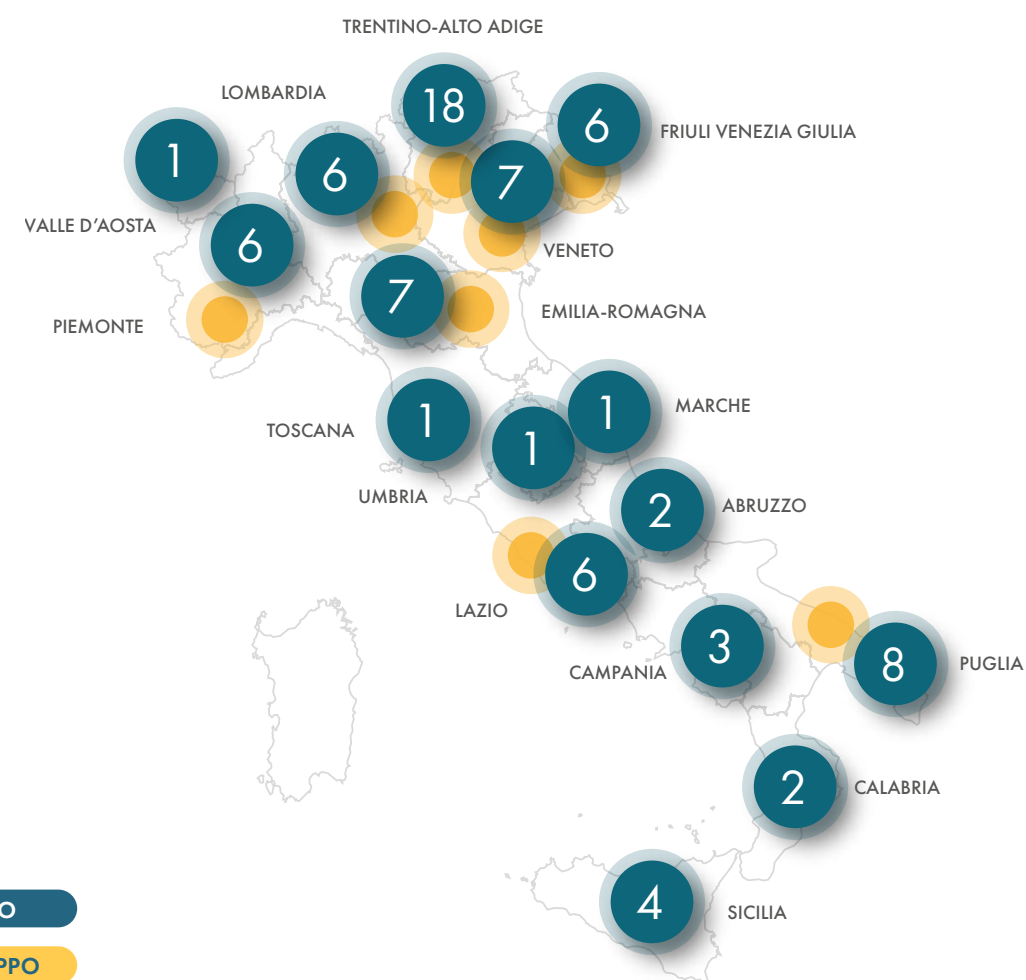 TRENTINO-ALTO ADIGE
LOMBARDIA
18
6
FRIULI VENEZIA GIULIA
1
6
7
VALLE D'AOSTA
6
VENETO
PIEMONTE
7
EMILIA-ROMAGNA
TOSCANA
1
1
1
MARCHE
UMBRIA
2
ABRUZZO
6
LAZIO
3
CAMPANIA
8
PUGLIA
2
CALABRIA
4
SICILIA